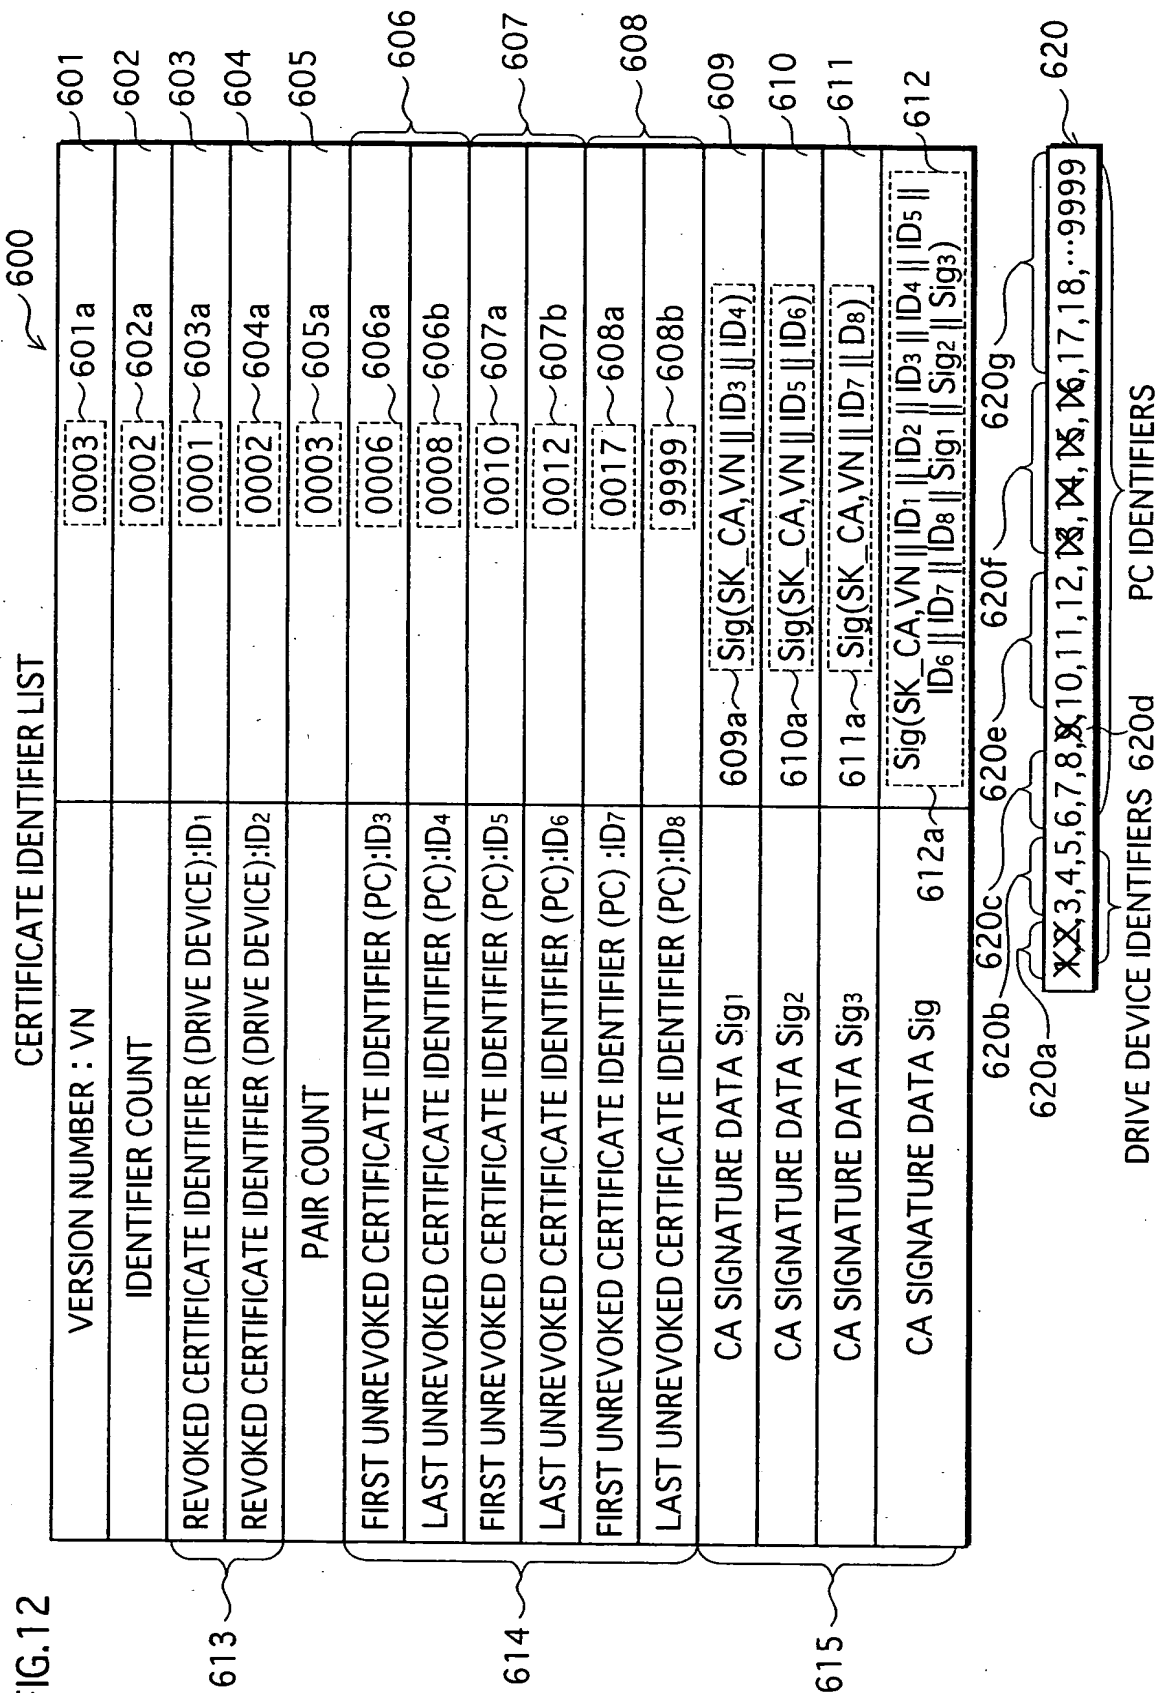 FIG.12
CERTIFICATE IDENTIFIER LIST
600
VERSION NUMBER : VN 0003 601a 601
IDENTIFIER COUNT 0002 602a 602
REVOKED CERTIFICATE IDENTIFIER (DRIVE DEVICE):ID1 0001 603a 603
REVOKED CERTIFICATE IDENTIFIER (DRIVE DEVICE):ID2 0002 604a 604
613
PAIR COUNT 0003 605a 605
FIRST UNREVOKED CERTIFICATE IDENTIFIER (PC):ID3 0006 606a
LAST UNREVOKED CERTIFICATE IDENTIFIER (PC):ID4 0008 606b
606
FIRST UNREVOKED CERTIFICATE IDENTIFIER (PC):ID5 0010 607a
LAST UNREVOKED CERTIFICATE IDENTIFIER (PC):ID6 0012 607b
607
FIRST UNREVOKED CERTIFICATE IDENTIFIER (PC) :ID7 0017 608a
LAST UNREVOKED CERTIFICATE IDENTIFIER (PC):ID8 9999 608b
608
614
CA SIGNATURE DATA Sig1 609a Sig(SK_CA,VN || ID3 || ID4) 609
CA SIGNATURE DATA Sig2 610a Sig(SK_CA,VN || ID5 || ID6) 610
CA SIGNATURE DATA Sig3 611a Sig(SK_CA,VN || ID7 || ID8) 611
CA SIGNATURE DATA Sig 612a Sig(SK_CA,VN || ID1 || ID2 || ID3 || ID4 || ID5 ||
ID6 || ID7 || ID8 || Sig1 || Sig2 || Sig3)
612
615
620a 620b 620c 620e 620f 620g
1,2,3,4,5,6,7,8,9,10,11,12,13,14,15,16,17,18,···9999 620
DRIVE DEVICE IDENTIFIERS 620d PC IDENTIFIERS